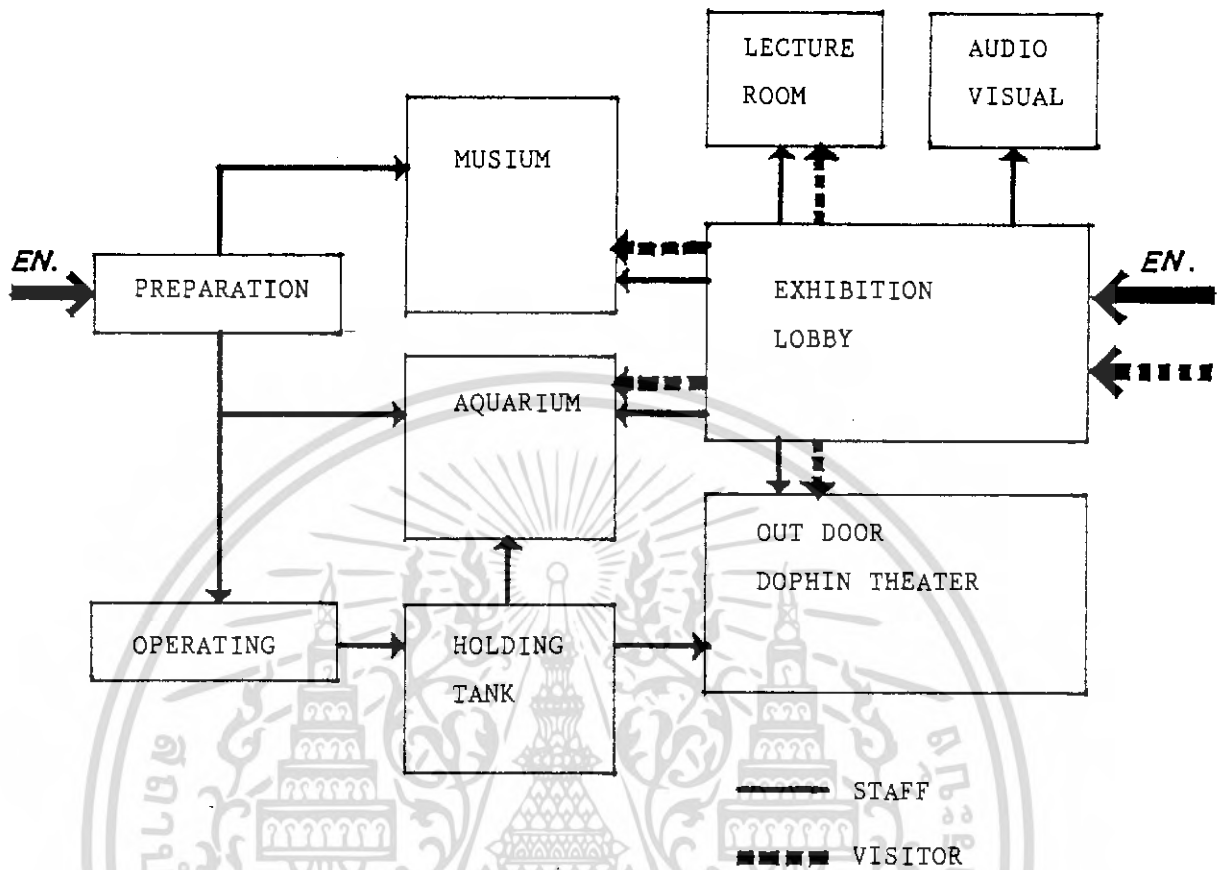 LECTURE
ROOM
AUDIO
VISUAL
MUSIUM
EN.
PREPARATION
EXHIBITION
LOBBY
EN.
AQUARIUM
OUT DOOR
DOPHIN THEATER
OPERATING
HOLDING
TANK
STAFF
VISITOR